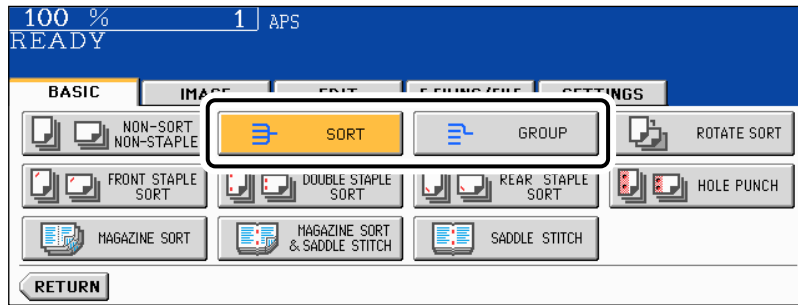 100 % 1 APS
READY
BASIC SETTINGS
NON-SORT
NON-STAPLE
SORT
GROUP
ROTATE SORT
FRONT STAPLE
SORT
DOUBLE STAPLE
SORT
REAR STAPLE
SORT
HOLE PUNCH
MAGAZINE SORT
MAGAZINE SORT
& SADDLE STITCH
SADDLE STITCH
RETURN